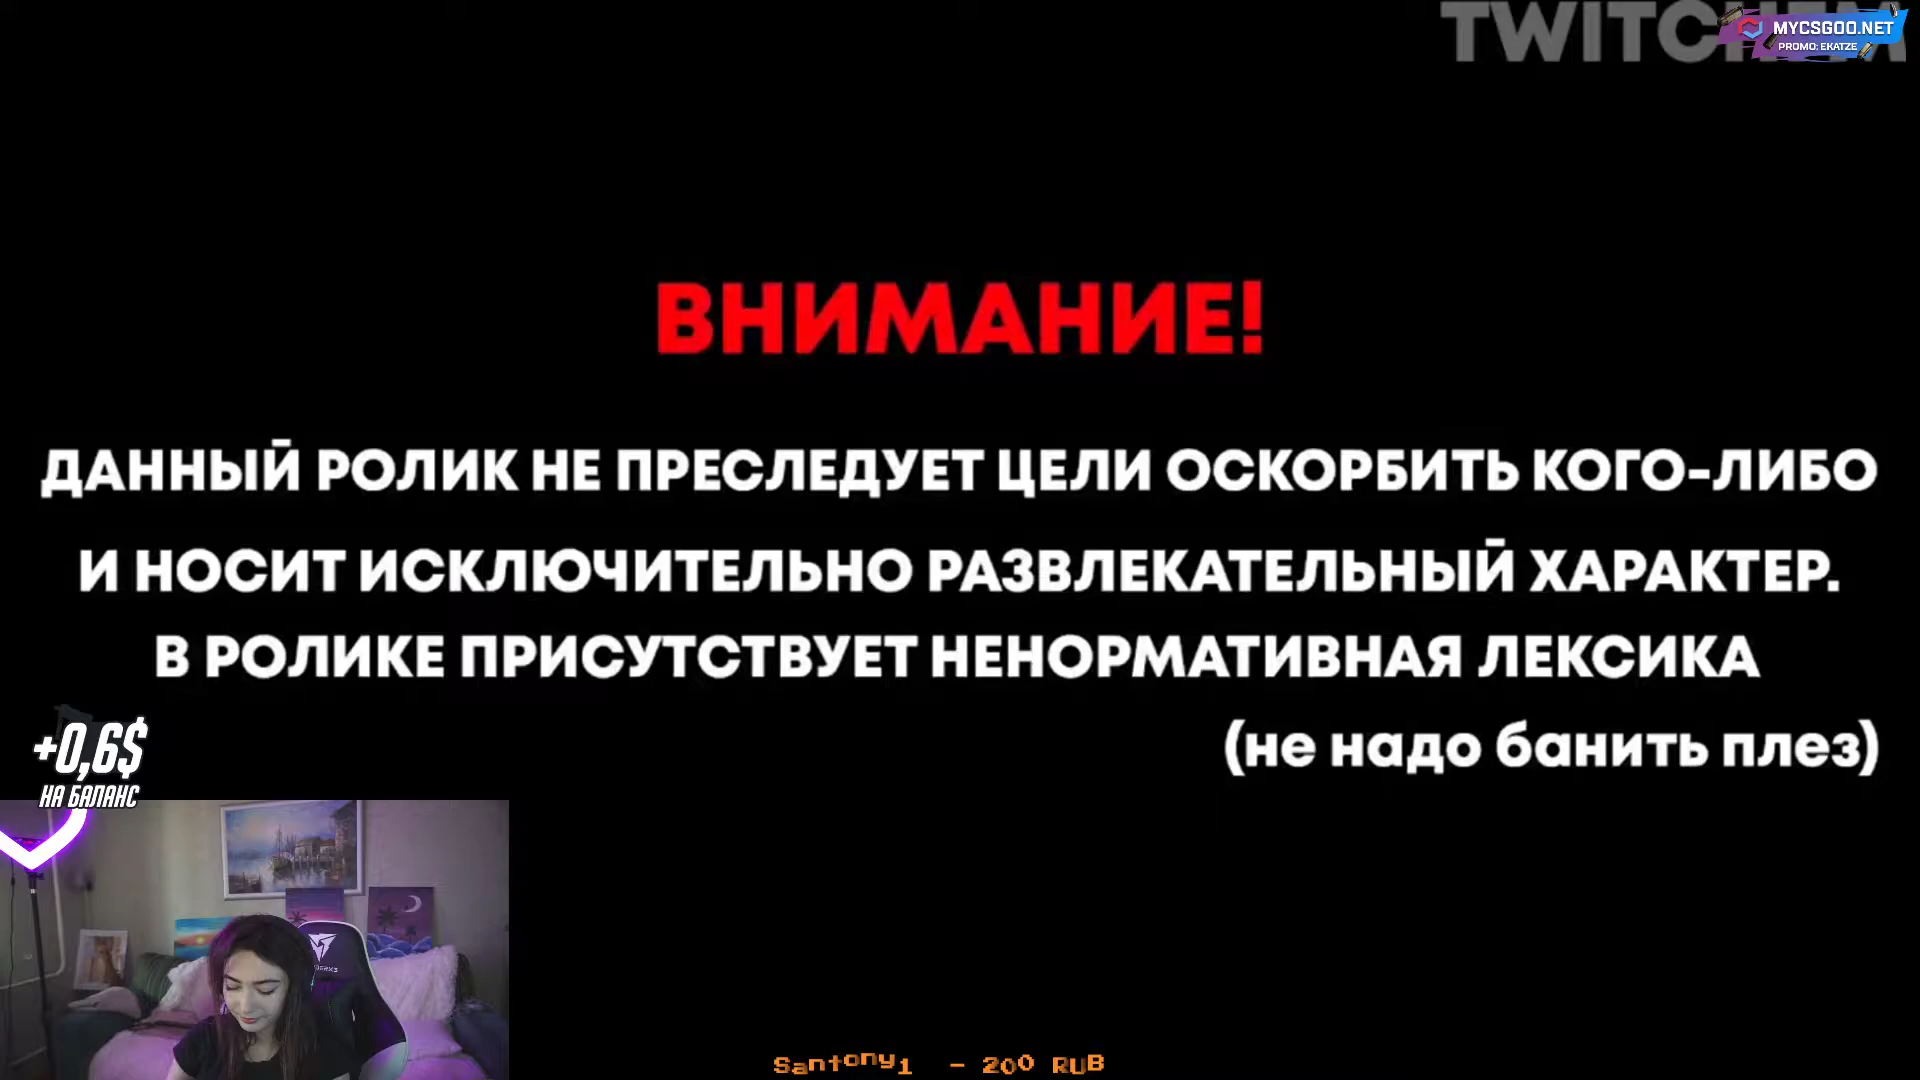 TWITCH FM
MYCSGOO.NET
PROMO: EKATZE
ВНИМАНИЕ!
ДАННЫЙ РОЛИК НЕ ПРЕСЛЕДУЕТ ЦЕЛИ ОСКОРБИТЬ КОГО-ЛИБО
И НОСИТ ИСКЛЮЧИТЕЛЬНО РАЗВЛЕКАТЕЛЬНЫЙ ХАРАКТЕР.
В РОЛИКЕ ПРИСУТСТВУЕТ НЕНОРМАТИВНАЯ ЛЕКСИКА
(не надо банить плез)
+0,6$
НА БАЛАНС
Santony1 - 200 RUB